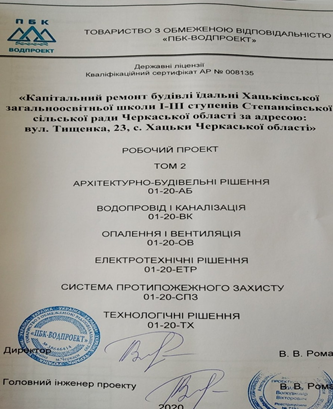 ПБК
ВОДПРОЕКТ
ТОВАРИСТВО З ОБМЕЖЕНОЮ ВІДПОВІДАЛЬНІСТЮ
«ПБК-ВОДПРОЕКТ»
Державні ліцензії
Кваліфікаційний сертифікат АР № 008135
«Капітальний ремонт будівлі їдальні Хацьківської
загальноосвітньої школи І-ІІІ ступенів Степанківської
сільської ради Черкаської області за адресою:
вул. Тищенка, 23, с. Хацьки Черкаської області»
РОБОЧИЙ ПРОЕКТ
ТОМ 2
АРХІТЕКТУРНО-БУДІВЕЛЬНІ РІШЕННЯ
01-20-АБ
ВОДОПРОВІД І КАНАЛІЗАЦІЯ
01-20-ВК
ОПАЛЕННЯ І ВЕНТИЛЯЦІЯ
01-20-ОВ
ЕЛЕКТРОТЕХНІЧНІ РІШЕННЯ
01-20-ЕТР
СИСТЕМА ПРОТИПОЖЕЖНОГО ЗАХИСТУ
01-20-СПЗ
ТЕХНОЛОГІЧНІ РІШЕННЯ
01-20-ТХ
«ПБК-ВОДПРОЕКТ»
Директор В. В. Рома
Головний інженер проекту В. В. Рома
2020